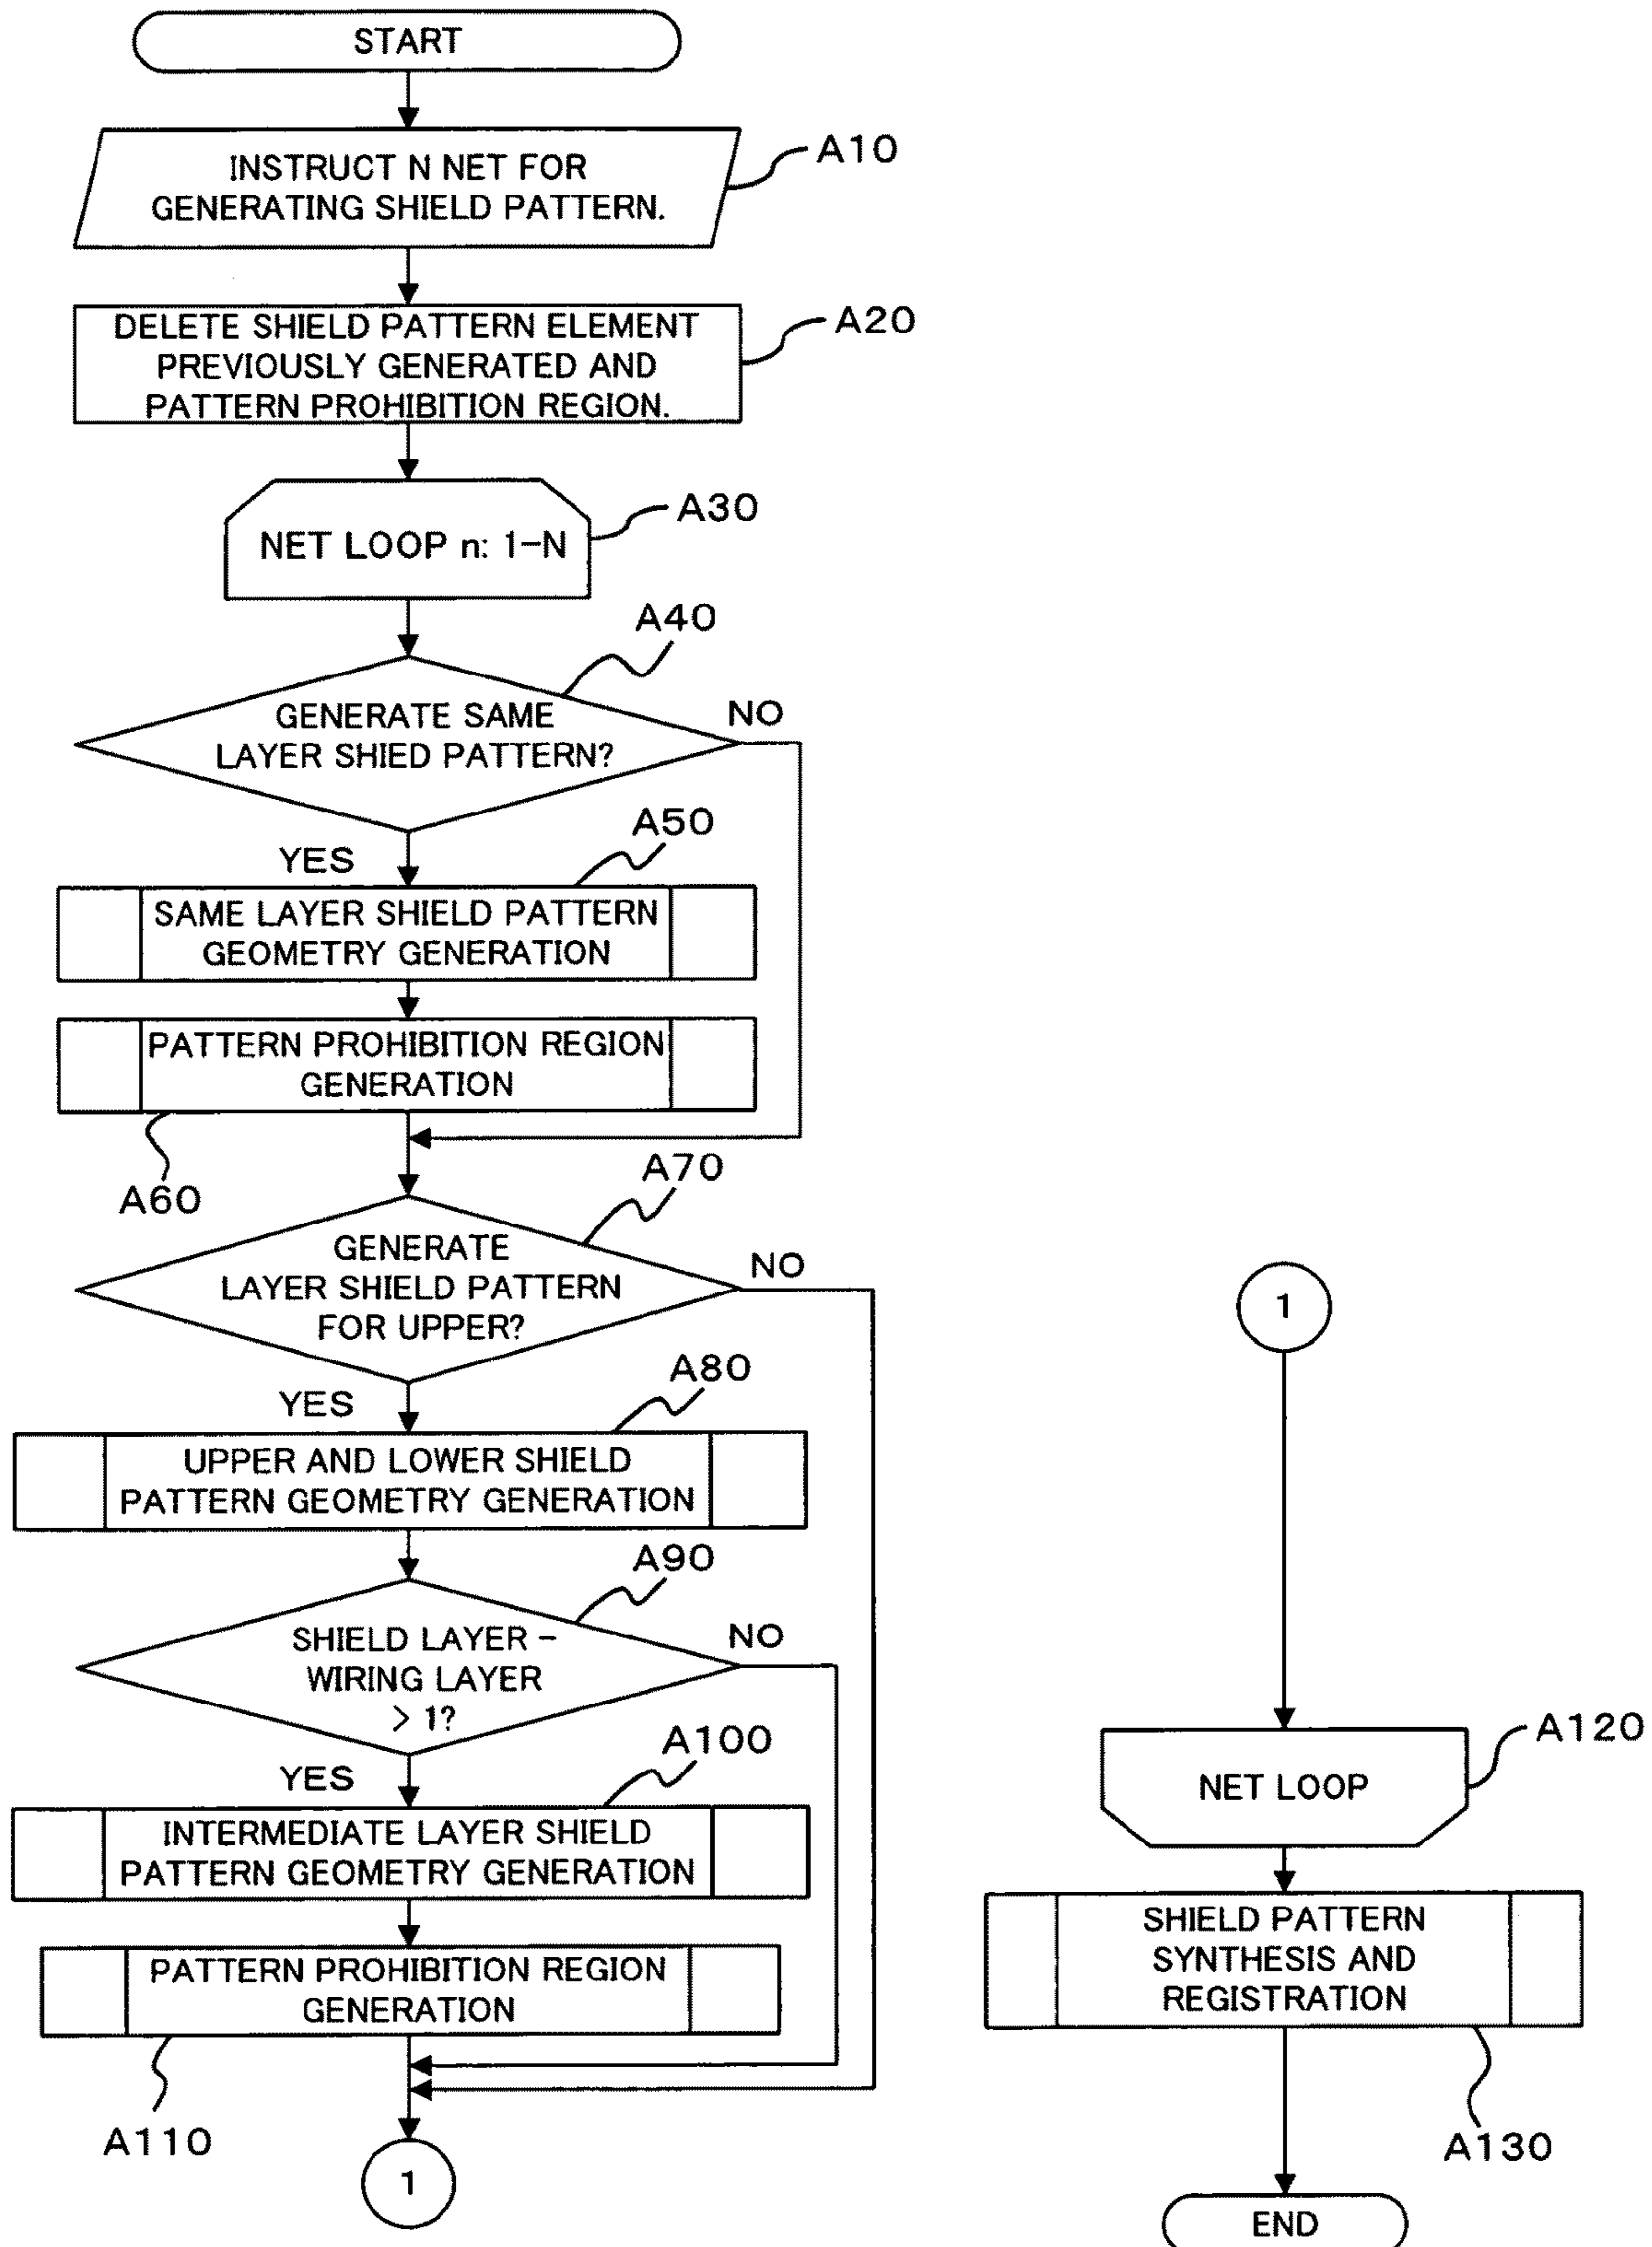 START
INSTRUCT N NET FOR
GENERATING SHIELD PATTERN.
A10
DELETE SHIELD PATTERN ELEMENT
PREVIOUSLY GENERATED AND
PATTERN PROHIBITION REGION.
A20
NET LOOP n: 1-N
A30
A40
GENERATE SAME
LAYER SHIED PATTERN?
NO
YES
A50
SAME LAYER SHIELD PATTERN
GEOMETRY GENERATION
PATTERN PROHIBITION REGION
GENERATION
A60
A70
GENERATE
LAYER SHIELD PATTERN
FOR UPPER?
NO
YES
A80
UPPER AND LOWER SHIELD
PATTERN GEOMETRY GENERATION
A90
SHIELD LAYER -
WIRING LAYER
> 1?
NO
YES
A100
INTERMEDIATE LAYER SHIELD
PATTERN GEOMETRY GENERATION
PATTERN PROHIBITION REGION
GENERATION
A110
1
1
NET LOOP
A120
SHIELD PATTERN
SYNTHESIS AND
REGISTRATION
A130
END